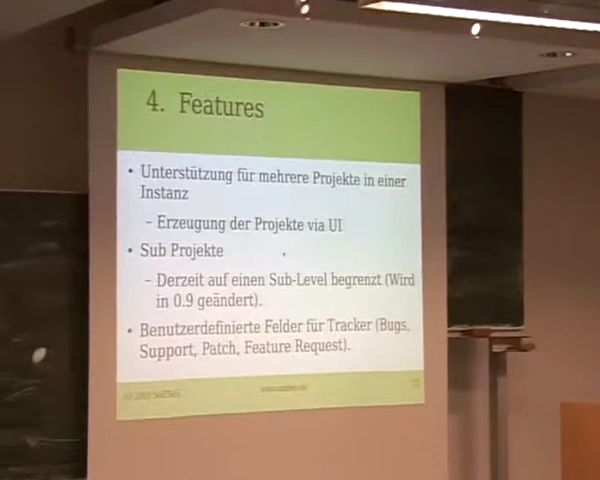 4. Features
• Unterstützung für mehrere Projekte in einer
Instanz
– Erzeugung der Projekte via UI
• Sub Projekte
– Derzeit auf einen Sub-Level begrenzt (Wird
in 0.9 geändert).
• Benutzerdefinierte Felder für Tracker (Bugs,
Support, Patch, Feature Request).